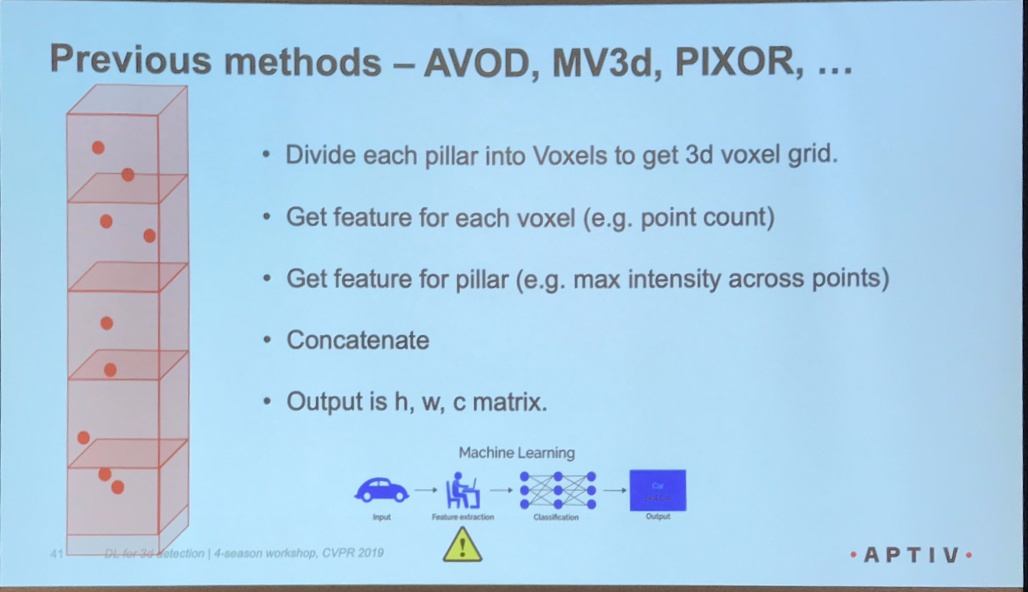 Previous methods – AVOD, MV3d, PIXOR, ...
• Divide each pillar into Voxels to get 3d voxel grid.
• Get feature for each voxel (e.g. point count)
• Get feature for pillar (e.g. max intensity across points)
• Concatenate
• Output is h, w, c matrix.
Machine Learning
Input
Feature extraction
Classification
Output
Car
41
DL for 3d detection | 4-season workshop, CVPR 2019
• APTIV •